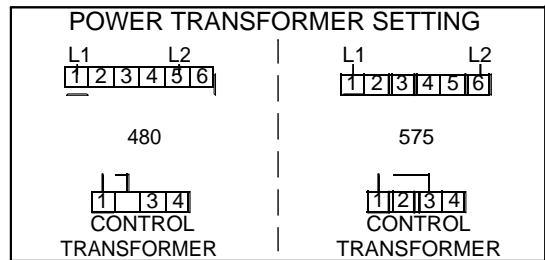 POWER TRANSFORMER SETTING
L1 L2
1 2 3 4 5 6
480
1 3 4
CONTROL
TRANSFORMER
L1 L2
1 2 3 4 5 6
575
1 2 3 4
CONTROL
TRANSFORMER